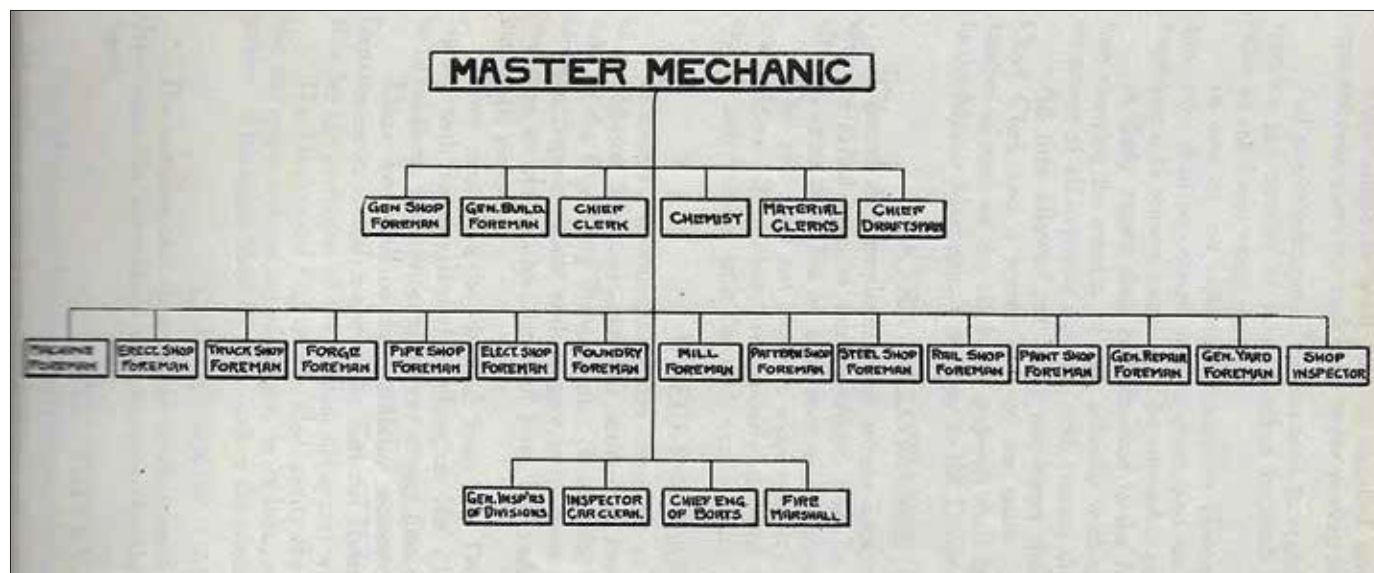 MASTER MECHANIC
GEN SHOP
FOREMAN
GEN. BUILD.
FOREMAN
CHIEF
CLERK
CHEMIST
MATERIAL
CLERKS
CHIEF
DRAFTSMAN
MACHINE
FOREMAN
ERECT. SHOP
FOREMAN
TRUCK SHOP
FOREMAN
FORGE
FOREMAN
PIPE SHOP
FOREMAN
ELECT. SHOP
FOREMAN
FOUNDRY
FOREMAN
MILL
FOREMAN
PATTERN SHOP
FOREMAN
STEEL SHOP
FOREMAN
RAIL SHOP
FOREMAN
PAINT SHOP
FOREMAN
GEN. REPAIR
FOREMAN
GEN. YARD
FOREMAN
SHOP
INSPECTOR
GEN. INSP'RS
OF DIVISIONS
INSPECTOR
CAR CLEAN.
CHIEF ENG.
OF BOATS
FIRE
MARSHALL